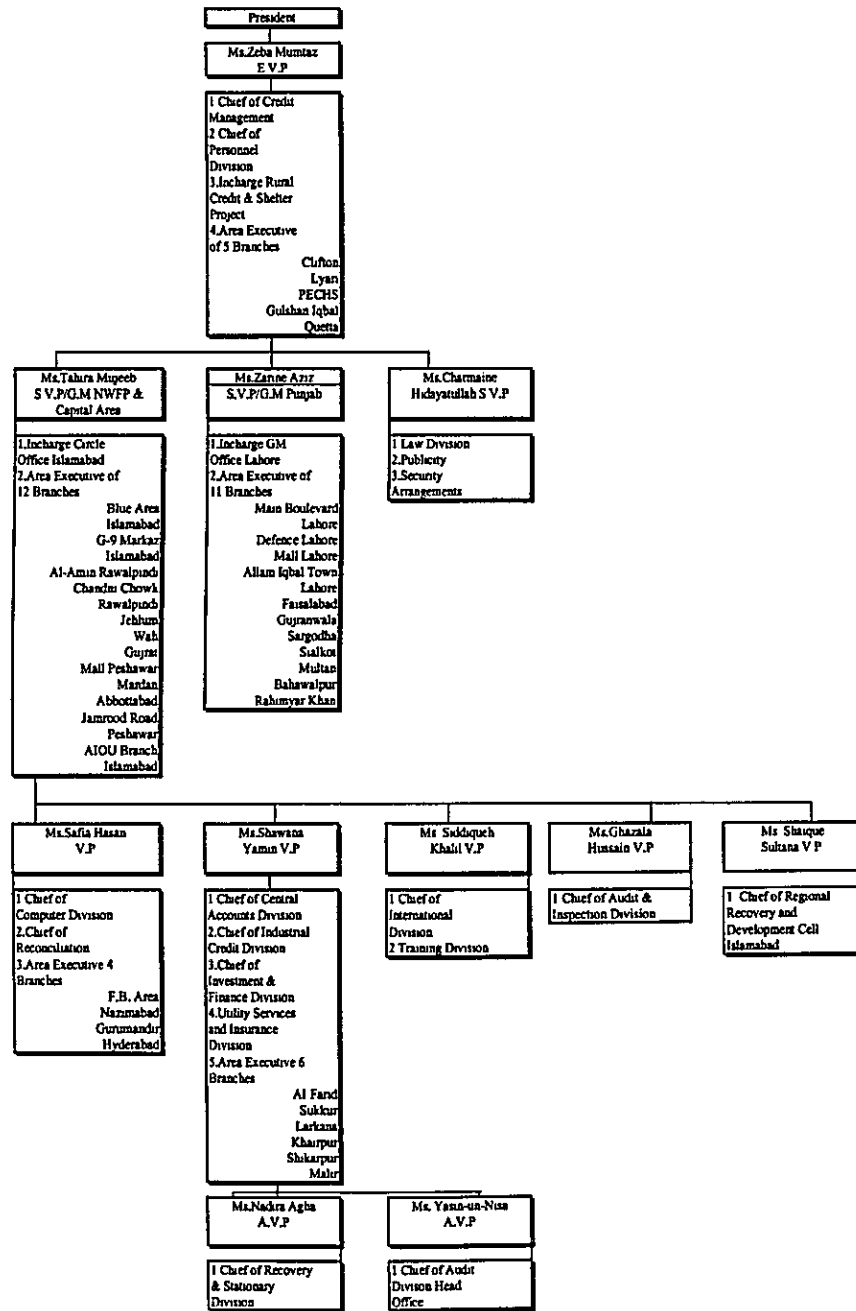 President
Ms.Zeba Mumtaz
E V.P
1 Chief of Credit
Management
2 Chief of
Personnel
Division
3.Incharge Rural
Credit & Shelter
Project
4.Area Executive
of 5 Branches
Clifton
Lyari
PECHS
Gulshan Iqbal
Quetta
Ms.Tahira Mujeeb
S V.P/G.M NWFP &
Capital Area
1.Incharge Circle
Office Islamabad
2.Area Executive of
12 Branches
Blue Area
Islamabad
G-9 Markaz
Islamabad
Al-Amin Rawalpindi
Chandni Chowk
Rawalpindi
Jehlum
Wah
Gujrat
Mall Peshawar
Mardan
Abbottabad
Jamrood Road
Peshawar
AIOU Branch
Islamabad
Ms.Zarine Aziz
S.V.P/G.M Punjab
1.Incharge GM
Office Lahore
2.Area Executive of
11 Branches
Main Boulevard
Lahore
Defence Lahore
Mall Lahore
Allam Iqbal Town
Lahore
Faisalabad
Gujranwala
Sargodha
Sialkot
Multan
Bahawalpur
Rahimyar Khan
Ms.Charmaine
Hidayatullah S V.P
1 Law Division
2.Publicity
3.Security
Arrangements
Ms.Safia Hasan
V.P
1 Chief of
Computer Division
2.Chief of
Reconciliation
3.Area Executive 4
Branches
F.B. Area
Nazimabad
Gurumandir
Hyderabad
Ms.Shawana
Yamin V.P
1 Chief of Central
Accounts Division
2.Chief of Industrial
Credit Division
3.Chief of
Investment &
Finance Division
4.Utility Services
and Insurance
Division
5.Area Executive 6
Branches
Al Farid
Sukkur
Larkana
Khairpur
Shikarpur
Malir
Ms Siddiqueh
Khalil V.P
1 Chief of
International
Division
2 Training Division
Ms.Ghazala
Hussain V.P
1 Chief of Audit &
Inspection Division
Ms Shaique
Sultana V P
1 Chief of Regional
Recovery and
Development Cell
Islamabad
Ms.Nadira Agha
A.V.P
1 Chief of Recovery
& Stationary
Division
Ms. Yasin-un-Nisa
A.V.P
1 Chief of Audit
Divison Head
Office